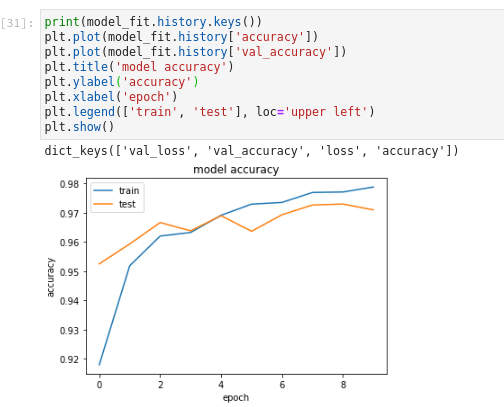 [31]: print(model_fit.history.keys())
plt.plot(model_fit.history['accuracy'])
plt.plot(model_fit.history['val_accuracy'])
plt.title('model accuracy')
plt.ylabel('accuracy')
plt.xlabel('epoch')
plt.legend(['train', 'test'], loc='upper left')
plt.show()
dict_keys(['val_loss', 'val_accuracy', 'loss', 'accuracy'])
model accuracy
train
test
0.98
0.97
0.96
0.95
0.94
0.93
0.92
accuracy
0 2 4 6 8
epoch